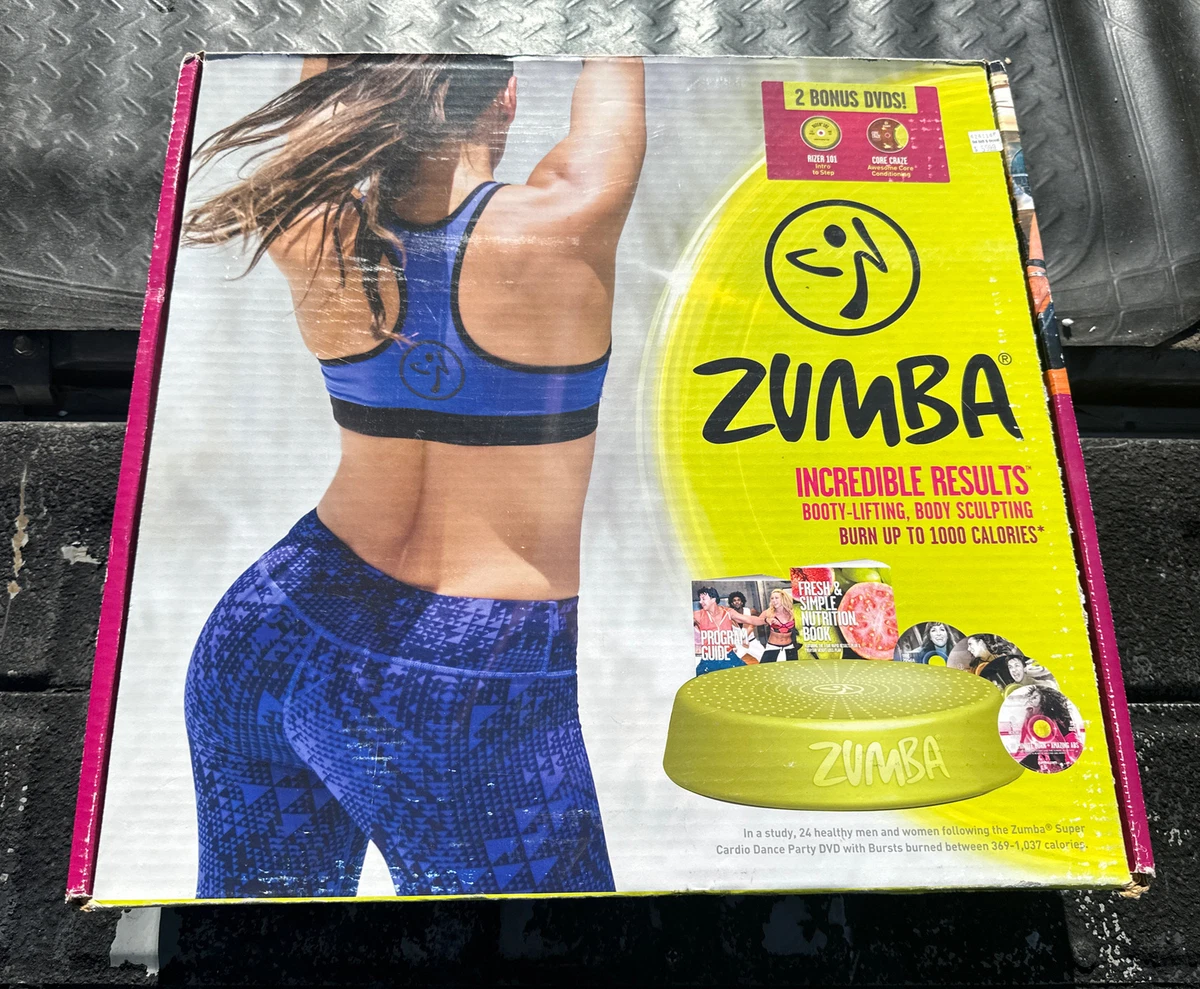 2 BONUS DVDS!
RIZER 101
Intro
to Step
CORE CRAZE
Awesome Core
Conditioning
ZUMBA®
INCREDIBLE RESULTS™
BOOTY-LIFTING, BODY SCULPTING
BURN UP TO 1000 CALORIES*
PROGRAM
GUIDE
FRESH &
SIMPLE
NUTRITION
BOOK
ZUMBA
In a study, 24 healthy men and women following the Zumba® Super
Cardio Dance Party DVD with Bursts burned between 369-1,037 calories.